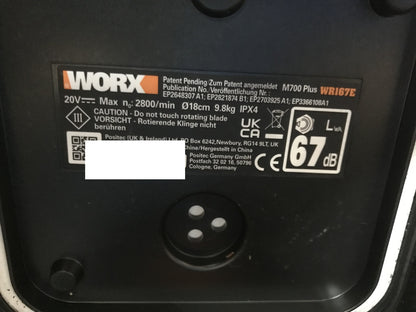 WORX
Patent Pending Zum Patent angemeldet M700 Plus WR167E
Publication No. Veröffentlichung Nr.:
EP2648307 A1; EP2821874 B1; EP2703925 A1; EP3366108A1
20V Max n₀: 2800/min Ø18cm 9.8kg IPX4
CAUTION - Do not touch rotating blade
VORSICHT - Rotierende Klinge nicht
berühren
Positec (UK & Ireland) Ltd, PO Box 6242, Newbury, RG14 9LT, UK
China/Hergestellt in China
Positec Germany GmbH
Postfach 32 02 16, 50796
Cologne, Germany
UK
CA
LWA
67dB